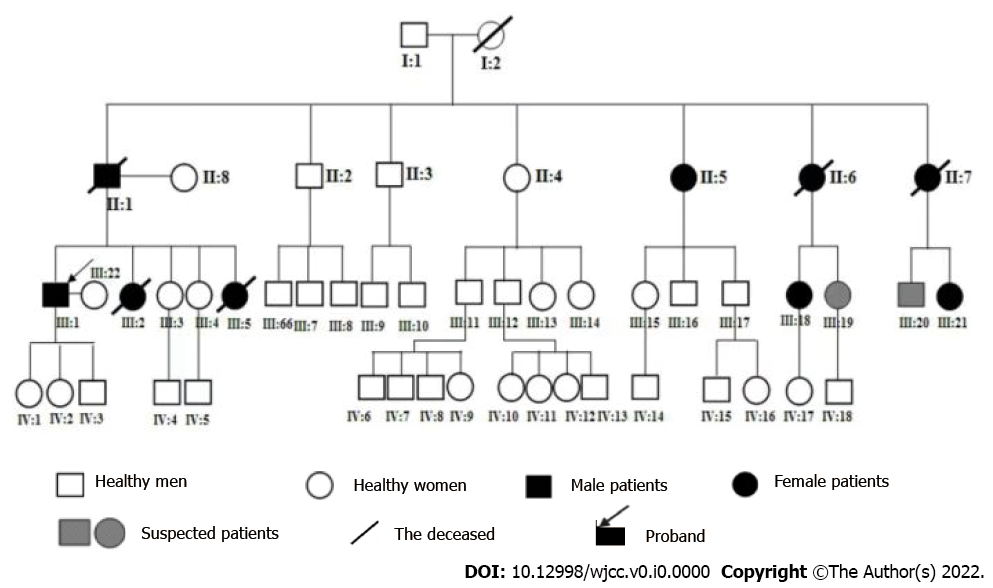 I:1 I:2
II:1 II:8 II:2 II:3 II:4 II:5 II:6 II:7
III:22
III:1 III:2 III:3 III:4 III:5 III:66 III:7 III:8 III:9 III:10 III:11 III:12 III:13 III:14 III:15 III:16 III:17 III:18 III:19 III:20 III:21
IV:1 IV:2 IV:3 IV:4 IV:5 IV:6 IV:7 IV:8 IV:9 IV:10 IV:11 IV:12 IV:13 IV:14 IV:15 IV:16 IV:17 IV:18
Healthy men Healthy women Male patients Female patients
Suspected patients The deceased Proband
DOI: 10.12998/wjcc.v0.i0.0000 Copyright ©The Author(s) 2022.